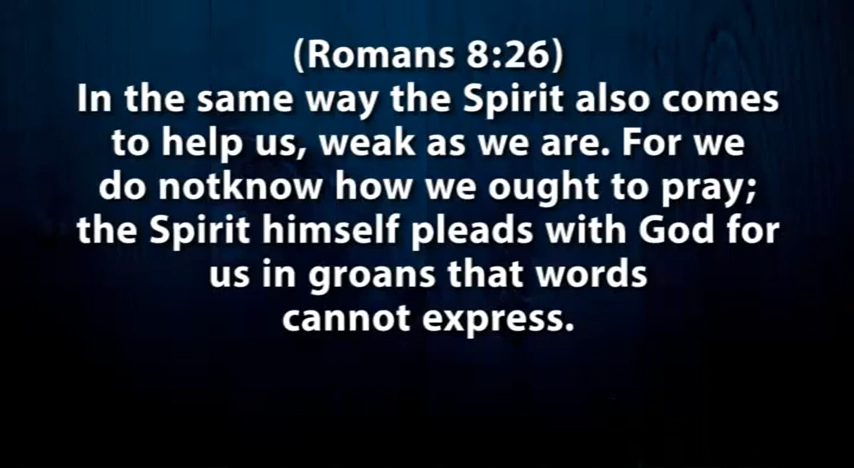 (Romans 8:26)
In the same way the Spirit also comes
to help us, weak as we are. For we
do notknow how we ought to pray;
the Spirit himself pleads with God for
us in groans that words
cannot express.